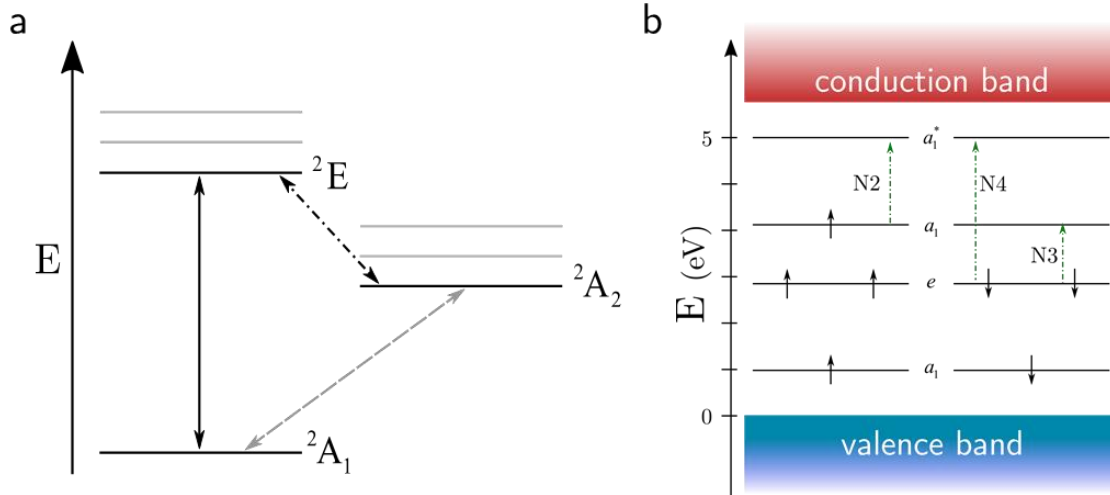 a
E
²E
²A₂
²A₁
b
E (eV)
conduction band
5
a₁*
N2
N4
a₁
N3
e
a₁
0
valence band